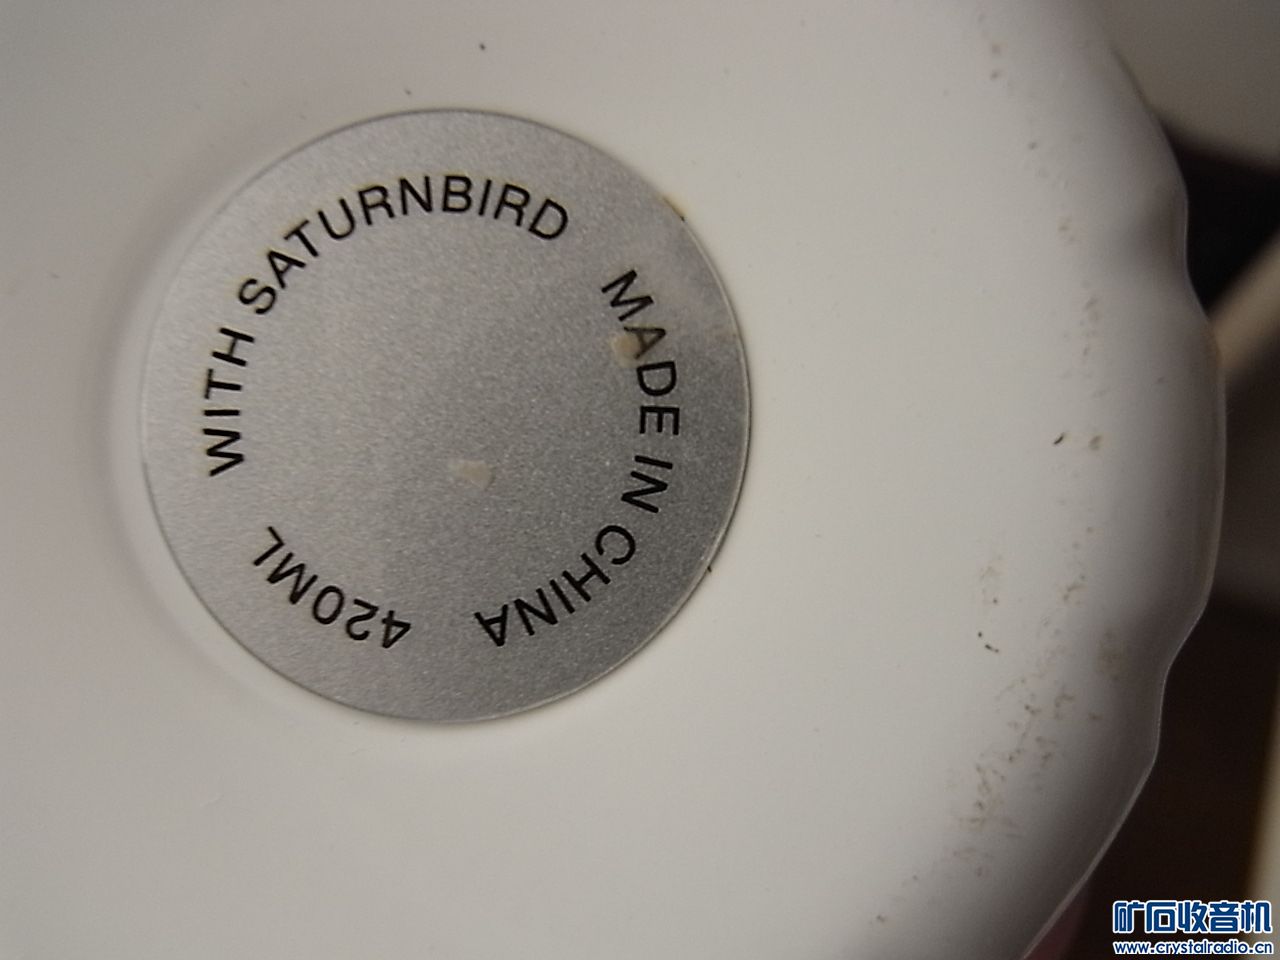 WITH SATURNBIRD
MADE IN CHINA
420ML
矿石收音机
www.crystalradio.cn